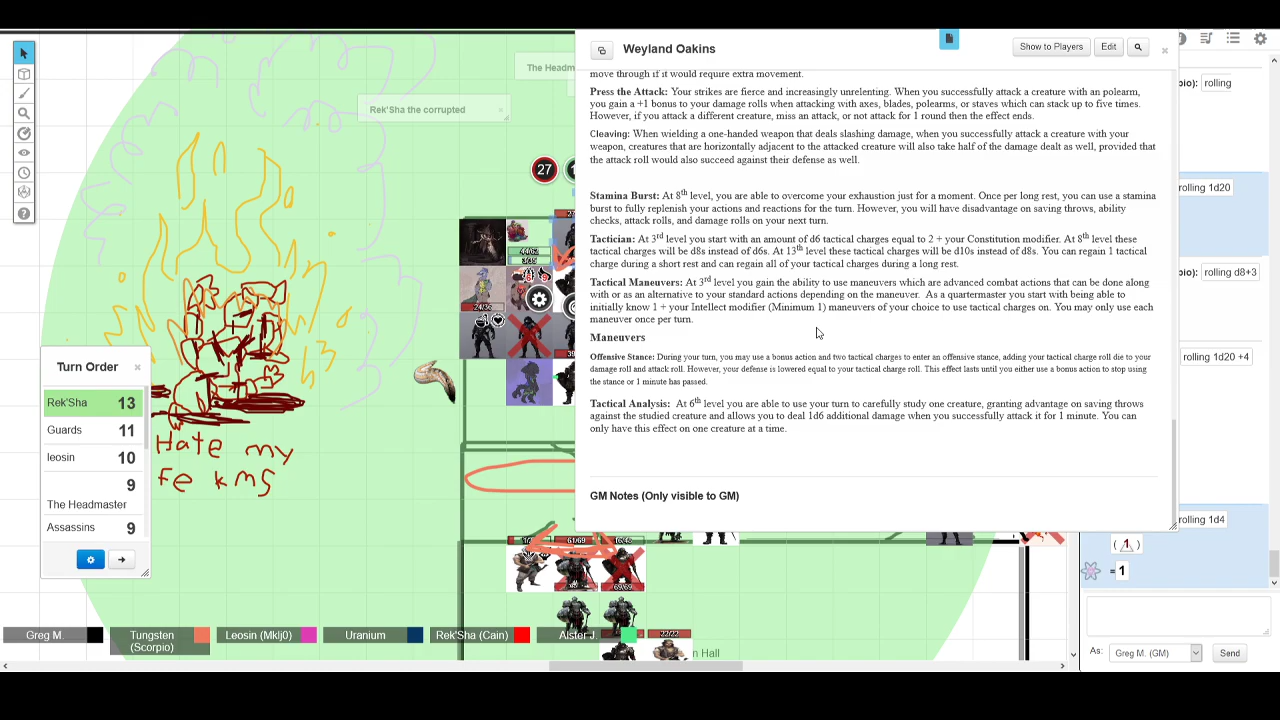 The Headm
Rek'Sha the corrupted
27
Weyland Oakins
Show to Players
Edit
move through if it would require extra movement.
Press the Attack: Your strikes are fierce and increasingly unrelenting. When you successfully attack a creature with an polearm,
you gain a +1 bonus to your damage rolls when attacking with axes, blades, polearms, or staves which can stack up to five times.
However, if you attack a different creature, miss an attack, or not attack for 1 round then the effect ends.
Cleaving: When wielding a one-handed weapon that deals slashing damage, when you successfully attack a creature with your
weapon, creatures that are horizontally adjacent to the attacked creature will also take half of the damage dealt as well, provided that
the attack roll would also succeed against their defense as well.
Stamina Burst: At 8th level, you are able to overcome your exhaustion just for a moment. Once per long rest, you can use a stamina
burst to fully replenish your actions and reactions for the turn. However, you will have disadvantage on saving throws, ability
checks, attack rolls, and damage rolls on your next turn.
Tactician: At 3rd level you start with an amount of d6 tactical charges equal to 2 + your Constitution modifier. At 8th level these
tactical charges will be d8s instead of d6s. At 13th level these tactical charges will be d10s instead of d8s. You can regain 1 tactical
charge during a short rest and can regain all of your tactical charges during a long rest.
Tactical Maneuvers: At 3rd level you gain the ability to use maneuvers which are advanced combat actions that can be done along
with or as an alternative to your standard actions depending on the maneuver. As a quartermaster you start with being able to
initially know 1 + your Intellect modifier (Minimum 1) maneuvers of your choice to use tactical charges on. You may only use each
maneuver once per turn.
Maneuvers
Offensive Stance: During your turn, you may use a bonus action and two tactical charges to enter an offensive stance, adding your tactical charge roll die to your
damage roll and attack roll. However, your defense is lowered equal to your tactical charge roll. This effect lasts until you either use a bonus action to stop using
the stance or 1 minute has passed.
Tactical Analysis: At 6th level you are able to use your turn to carefully study one creature, granting advantage on saving throws
against the studied creature and allows you to deal 1d6 additional damage when you successfully attack it for 1 minute. You can
only have this effect on one creature at a time.
GM Notes (Only visible to GM)
bio): rolling
rolling 1d20
bio): rolling d8+3
rolling 1d20 +4
rolling 1d4
( 1 )
=1
As: Greg M. (GM)
Send
Turn Order
Rek'Sha 13
Guards 11
leosin 10
9
The Headmaster
Assassins 9
Hate my
Fe kms
44/62
3/35
24/36
61/69
69/69
22/22
n Hall
Greg M.
Tungsten
(Scorpio)
Leosin (Mklj0)
Uranium
Rek'Sha (Cain)
Alster J.